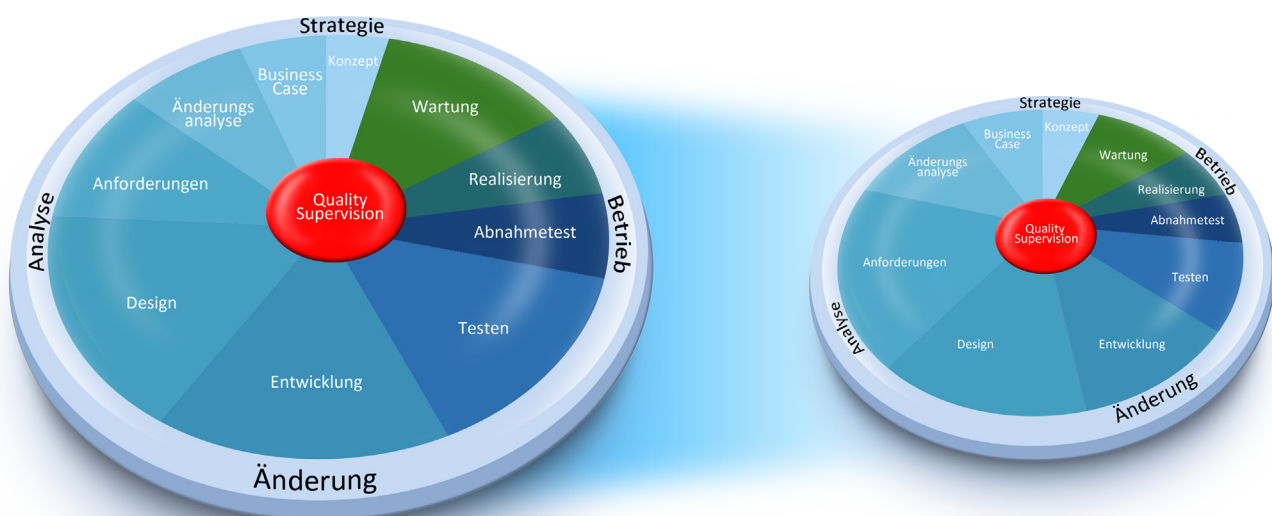 Strategie
Konzept
Business
Case
Änderungs
analyse
Wartung
Anforderungen
Realisierung
Quality
Supervision
Abnahmetest
Analyse
Betrieb
Design
Testen
Entwicklung
Änderung
Strategie
Konzept
Business
Case
Änderungs
analyse
Wartung
Betrieb
Realisierung
Abnahmetest
Quality
Supervision
Anforderungen
Testen
Analyse
Design
Entwicklung
Änderung